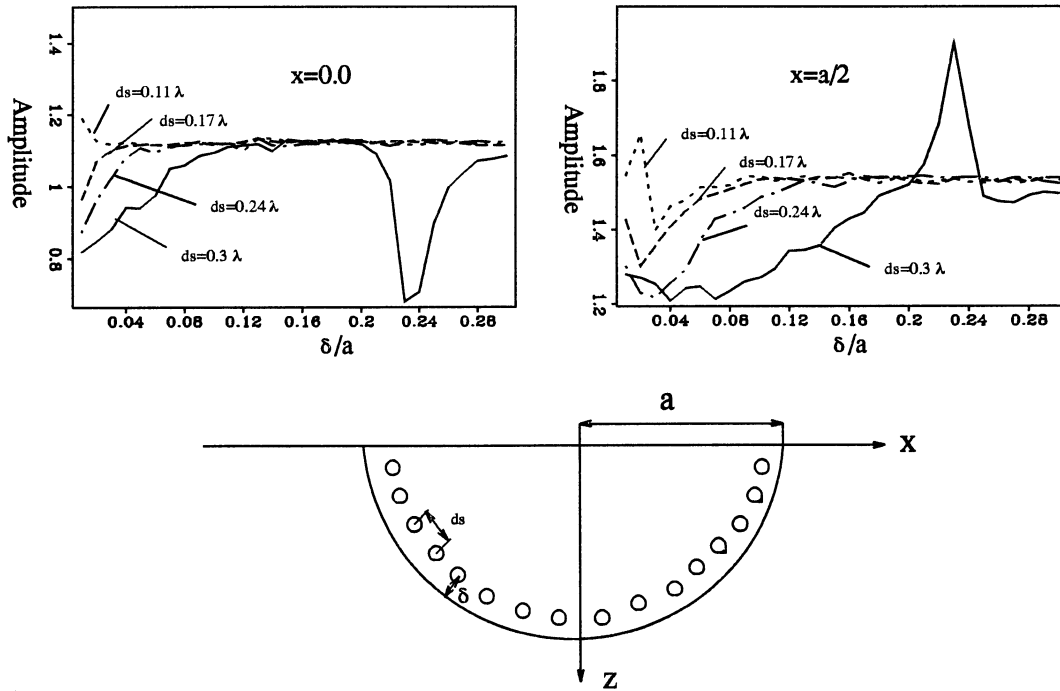 1.4
1.2
1
0.8
Amplitude
x=0.0
ds=0.11 λ
ds=0.17 λ
ds=0.24 λ
ds=0.3 λ
0.04 0.08 0.12 0.16 0.20 0.24 0.28
δ/a
1.8
1.6
1.4
1.2
Amplitude
x=a/2
ds=0.11 λ
ds=0.17 λ
ds=0.24 λ
ds=0.3 λ
0.04 0.08 0.12 0.16 0.20 0.24 0.28
δ/a
a
x
ds
δ
z